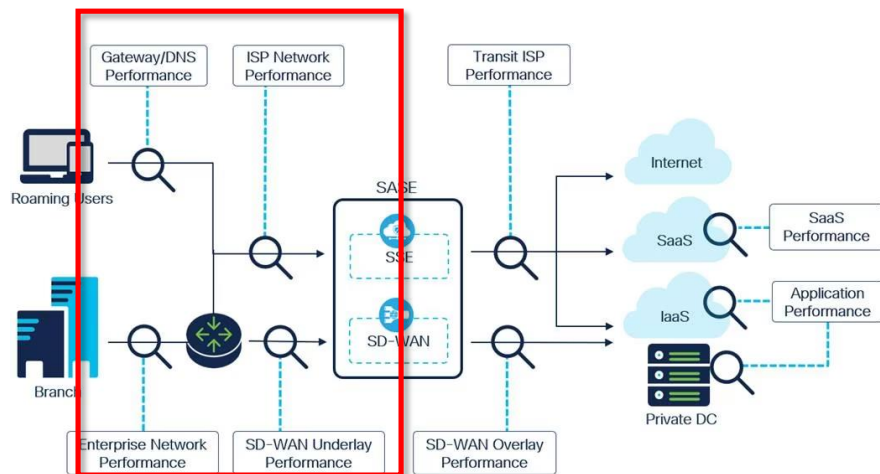 Gateway/DNS
Performance
ISP Network
Performance
Transit ISP
Performance
Roaming Users
SASE
SSE
SD-WAN
Internet
SaaS
SaaS
Performance
IaaS
Application
Performance
Branch
Private DC
Enterprise Network
Performance
SD-WAN Underlay
Performance
SD-WAN Overlay
Performance